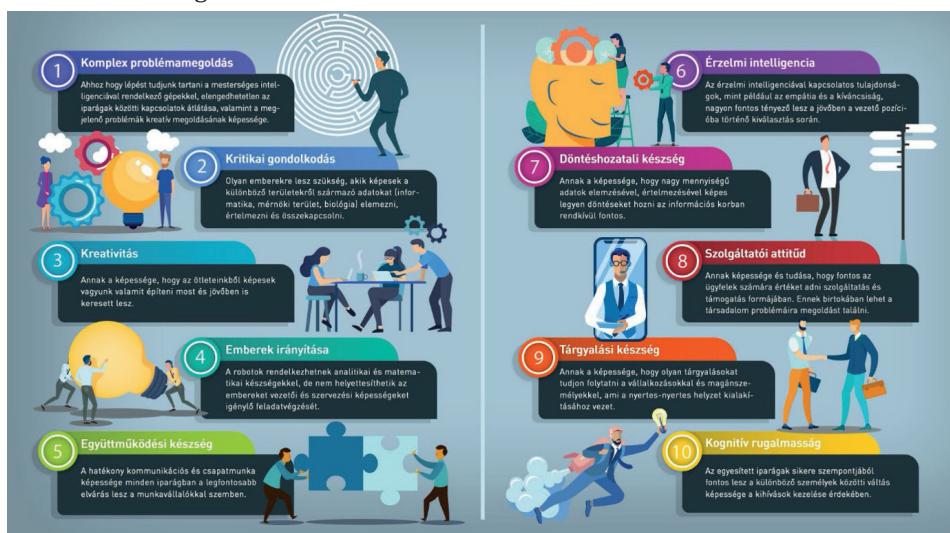 1
Komplex problémamegoldás
Ahhoz hogy lépést tudjunk tartani a mesterséges intel-
ligenciával rendelkező gépekkel, elengedhetetlen az
iparágak közötti kapcsolatok átlátása, valamint a meg-
jelenő problémák kreatív megoldásának képessége.
2
Kritikai gondolkodás
Olyan emberekre lesz szükség, akik képesek a
különböző területekről származó adatokat (infor-
matika, mérnöki terület, biológia) elemezni,
értelmezni és összekapcsolni.
3
Kreativitás
Annak a képessége, hogy az ötleteinkből képesek
vagyunk valamit építeni most és jövőben is
keresett lesz.
4
Emberek irányítása
A robotok rendelkezhetnek analitikai és matema-
tikai készségekkel, de nem helyettesíthetik az
embereket vezetői és szervezési képességeket
igénylő feladatvégzését.
5
Együttműködési készség
A hatékony kommunikációs és csapatmunka
képessége minden iparágban a legfontosabb
elvárás lesz a munkavállalókkal szemben.
6
Érzelmi intelligencia
Az érzelmi intelligenciával kapcsolatos tulajdonsá-
gok, mint például az empátia és a kíváncsiság,
nagyon fontos tényező lesz a jövőben a vezető pozíci-
óba történő kiválasztás során.
7
Döntéshozatali készség
Annak a képessége, hogy nagy mennyiségű
adatok elemzésével, értelmezésével képes
legyen döntéseket hozni az információs korban
rendkívül fontos.
8
Szolgáltatói attitűd
Annak képessége és tudása, hogy fontos az
ügyfelek számára értéket adni szolgáltatás és
támogatás formájában. Ennek birtokában lehet a
társadalom problémáira megoldást találni.
9
Tárgyalási készség
Annak a képessége, hogy olyan tárgyalásokat
tudjon folytatni a vállalkozásokkal és magánsze-
mélyekkel, ami a nyertes-nyertes helyzet kialakí-
tásához vezet.
10
Kognitív rugalmasság
Az egyesített iparágak sikere szempontjából
fontos lesz a különböző személyek közötti váltás
képessége a kihívások kezelése érdekében.